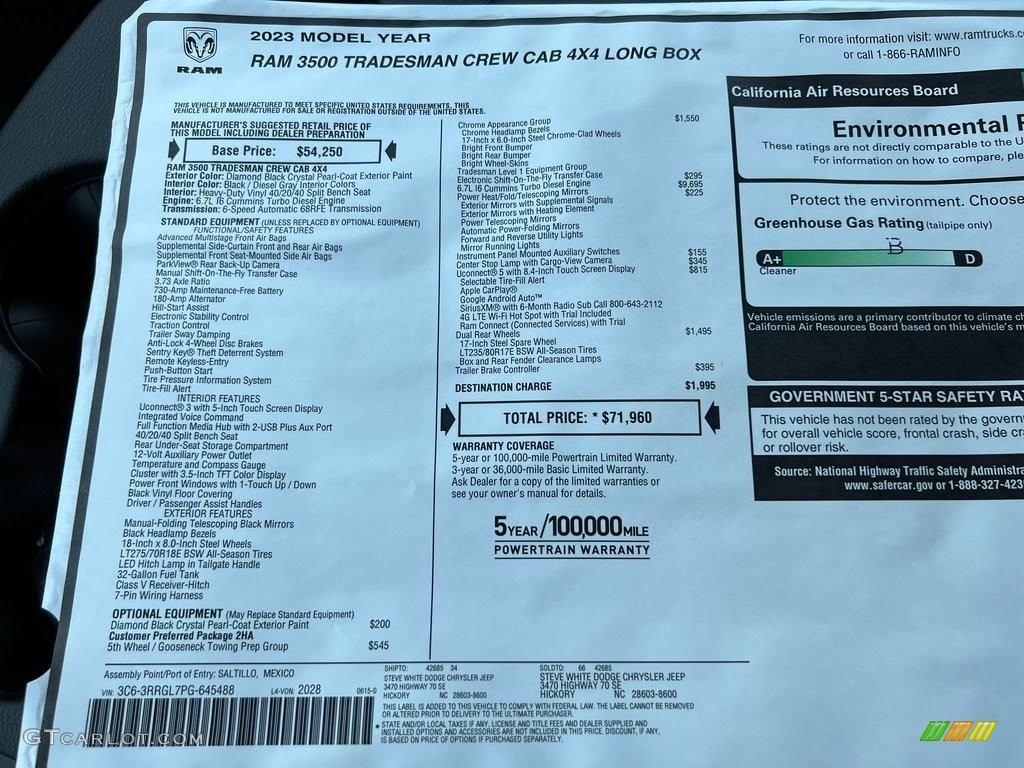 RAM
2023 MODEL YEAR
RAM 3500 TRADESMAN CREW CAB 4X4 LONG BOX
For more information visit: www.ramtrucks.co
or call 1-866-RAMINFO
THIS VEHICLE IS MANUFACTURED TO MEET SPECIFIC UNITED STATES REQUIREMENTS. THIS
VEHICLE IS NOT MANUFACTURED FOR SALE OR REGISTRATION OUTSIDE OF THE UNITED STATES.
MANUFACTURER'S SUGGESTED RETAIL PRICE OF
THIS MODEL INCLUDING DEALER PREPARATION
Base Price: $54,250
RAM 3500 TRADESMAN CREW CAB 4X4
Exterior Color: Diamond Black Crystal Pearl-Coat Exterior Paint
Interior Color: Black / Diesel Gray Interior Colors
Interior: Heavy-Duty Vinyl 40/20/40 Split Bench Seat
Engine: 6.7L I6 Cummins Turbo Diesel Engine
Transmission: 6-Speed Automatic 68RFE Transmission
STANDARD EQUIPMENT (UNLESS REPLACED BY OPTIONAL EQUIPMENT)
FUNCTIONAL/SAFETY FEATURES
Advanced Multistage Front Air Bags
Supplemental Side-Curtain Front and Rear Air Bags
Supplemental Front Seat-Mounted Side Air Bags
ParkView® Rear Back-Up Camera
Manual Shift-On-The-Fly Transfer Case
3.73 Axle Ratio
730-Amp Maintenance-Free Battery
180-Amp Alternator
Hill-Start Assist
Electronic Stability Control
Traction Control
Trailer Sway Damping
Anti-Lock 4-Wheel Disc Brakes
Sentry Key® Theft Deterrent System
Remote Keyless-Entry
Push-Button Start
Tire Pressure Information System
Tire-Fill Alert
INTERIOR FEATURES
Uconnect® 3 with 5-Inch Touch Screen Display
Integrated Voice Command
Full Function Media Hub with 2-USB Plus Aux Port
40/20/40 Split Bench Seat
Rear Under-Seat Storage Compartment
12-Volt Auxiliary Power Outlet
Temperature and Compass Gauge
Cluster with 3.5-Inch TFT Color Display
Power Front Windows with 1-Touch Up / Down
Black Vinyl Floor Covering
Driver / Passenger Assist Handles
EXTERIOR FEATURES
Manual-Folding Telescoping Black Mirrors
Black Headlamp Bezels
18-Inch x 8.0-Inch Steel Wheels
LT275/70R18E BSW All-Season Tires
LED Hitch Lamp in Tailgate Handle
32-Gallon Fuel Tank
Class V Receiver-Hitch
7-Pin Wiring Harness
OPTIONAL EQUIPMENT (May Replace Standard Equipment)
Diamond Black Crystal Pearl-Coat Exterior Paint $200
Customer Preferred Package 2HA
5th Wheel / Gooseneck Towing Prep Group $545
Chrome Appearance Group $1,550
Chrome Headlamp Bezels
17-Inch x 6.0-Inch Steel Chrome-Clad Wheels
Bright Front Bumper
Bright Rear Bumper
Bright Wheel-Skins
Tradesman Level 1 Equipment Group
Electronic Shift-On-The-Fly Transfer Case $295
6.7L I6 Cummins Turbo Diesel Engine $9,695
Power Heat/Fold/Telescoping Mirrors $225
Exterior Mirrors with Supplemental Signals
Exterior Mirrors with Heating Element
Power Telescoping Mirrors
Automatic Power-Folding Mirrors
Forward and Reverse Utility Lights
Mirror Running Lights
Instrument Panel Mounted Auxiliary Switches $155
Center Stop Lamp with Cargo-View Camera $345
Uconnect® 5 with 8.4-Inch Touch Screen Display $815
Selectable Tire-Fill Alert
Apple CarPlay®
Google Android Auto™
SiriusXM® with 6-Month Radio Sub Call 800-643-2112
4G LTE Wi-Fi Hot Spot with Trial Included
Ram Connect (Connected Services) with Trial
Dual Rear Wheels $1,495
17-Inch Steel Spare Wheel
LT235/80R17E BSW All-Season Tires
Box and Rear Fender Clearance Lamps
Trailer Brake Controller $395
DESTINATION CHARGE $1,995
TOTAL PRICE: * $71,960
WARRANTY COVERAGE
5-year or 100,000-mile Powertrain Limited Warranty.
3-year or 36,000-mile Basic Limited Warranty.
Ask Dealer for a copy of the limited warranties or
see your owner's manual for details.
5YEAR/100,000MILE
POWERTRAIN WARRANTY
California Air Resources Board
Environmental P
These ratings are not directly comparable to the U
For information on how to compare, ple
Protect the environment. Choose
Greenhouse Gas Rating (tailpipe only)
B
A+ D
Cleaner
Vehicle emissions are a primary contributor to climate ch
California Air Resources Board based on this vehicle's m
GOVERNMENT 5-STAR SAFETY RAT
This vehicle has not been rated by the govern
for overall vehicle score, frontal crash, side cra
or rollover risk.
Source: National Highway Traffic Safety Administra
www.safercar.gov or 1-888-327-423
Assembly Point/Port of Entry: SALTILLO, MEXICO
VIN: 3C6-3RRGL7PG-645488 L4-VON: 2028 0615-0
SHIPTO: 42685 34
STEVE WHITE DODGE CHRYSLER JEEP
3470 HIGHWAY 70 SE
HICKORY NC 28603-8600
SOLDTO: 66 42685
STEVE WHITE DODGE CHRYSLER JEEP
3470 HIGHWAY 70 SE
HICKORY NC 28603-8600
THIS LABEL IS ADDED TO THIS VEHICLE TO COMPLY WITH FEDERAL LAW. THE LABEL CANNOT BE REMOVED
OR ALTERED PRIOR TO DELIVERY TO THE ULTIMATE PURCHASER.
* STATE AND/OR LOCAL TAXES IF ANY, LICENSE AND TITLE FEES AND DEALER SUPPLIED AND
INSTALLED OPTIONS AND ACCESSORIES ARE NOT INCLUDED IN THIS PRICE. DISCOUNT, IF ANY,
IS BASED ON PRICE OF OPTIONS IF PURCHASED SEPARATELY.
GTcarlot.com